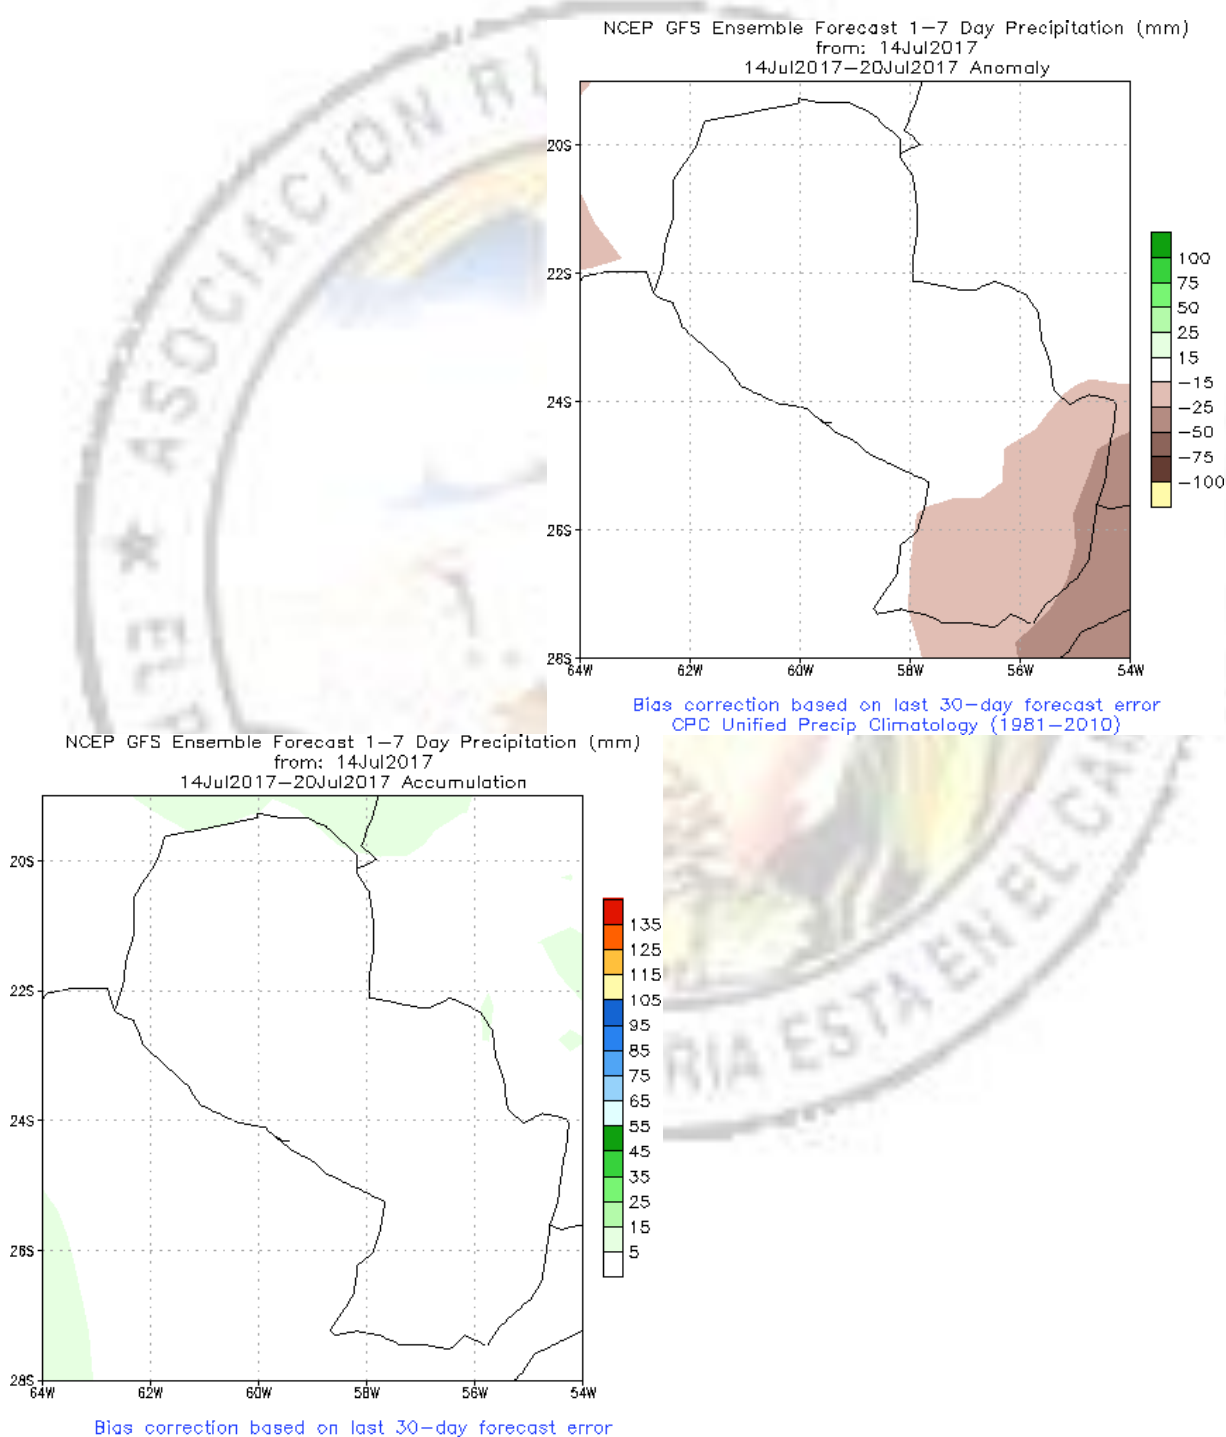 NCEP GFS Ensemble Forecast 1-7 Day Precipitation (mm)
from: 14Jul2017
14Jul2017-20Jul2017 Anomaly
20S
22S
24S
26S
28S
64W 62W 60W 58W 56W 54W
100
75
50
25
15
-15
-25
-50
-75
-100
Bias correction based on last 30-day forecast error
CPC Unified Precip Climatology (1981-2010)
NCEP GFS Ensemble Forecast 1-7 Day Precipitation (mm)
from: 14Jul2017
14Jul2017-20Jul2017 Accumulation
20S
22S
24S
26S
28S
64W 62W 60W 58W 56W 54W
135
125
115
105
95
85
75
65
55
45
35
25
15
5
Bias correction based on last 30-day forecast error
ASOCIACION
ESTA EN EL